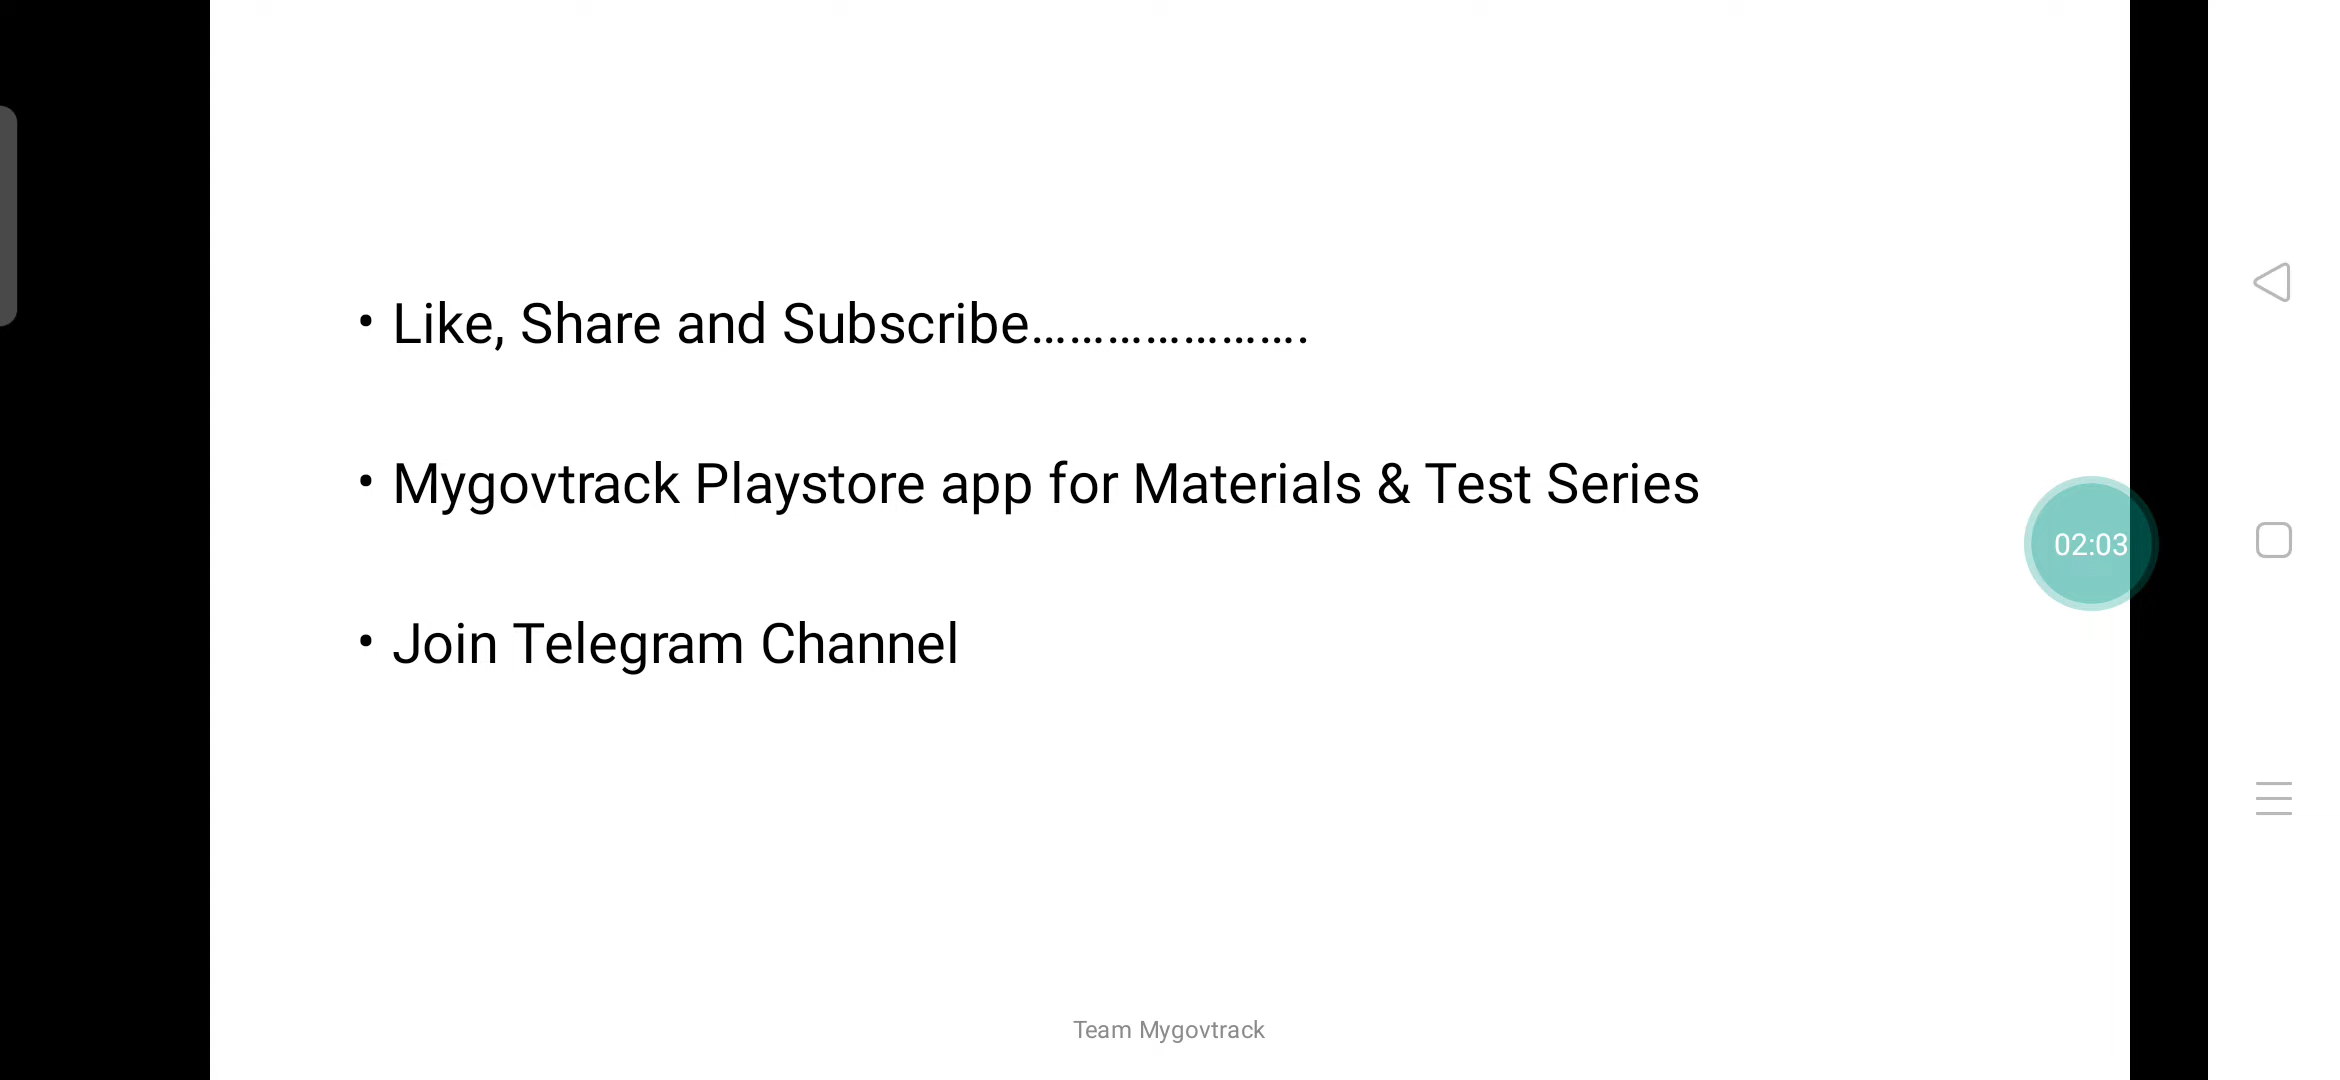 • Like, Share and Subscribe………………….
• Mygovtrack Playstore app for Materials & Test Series
02:03
• Join Telegram Channel
Team Mygovtrack